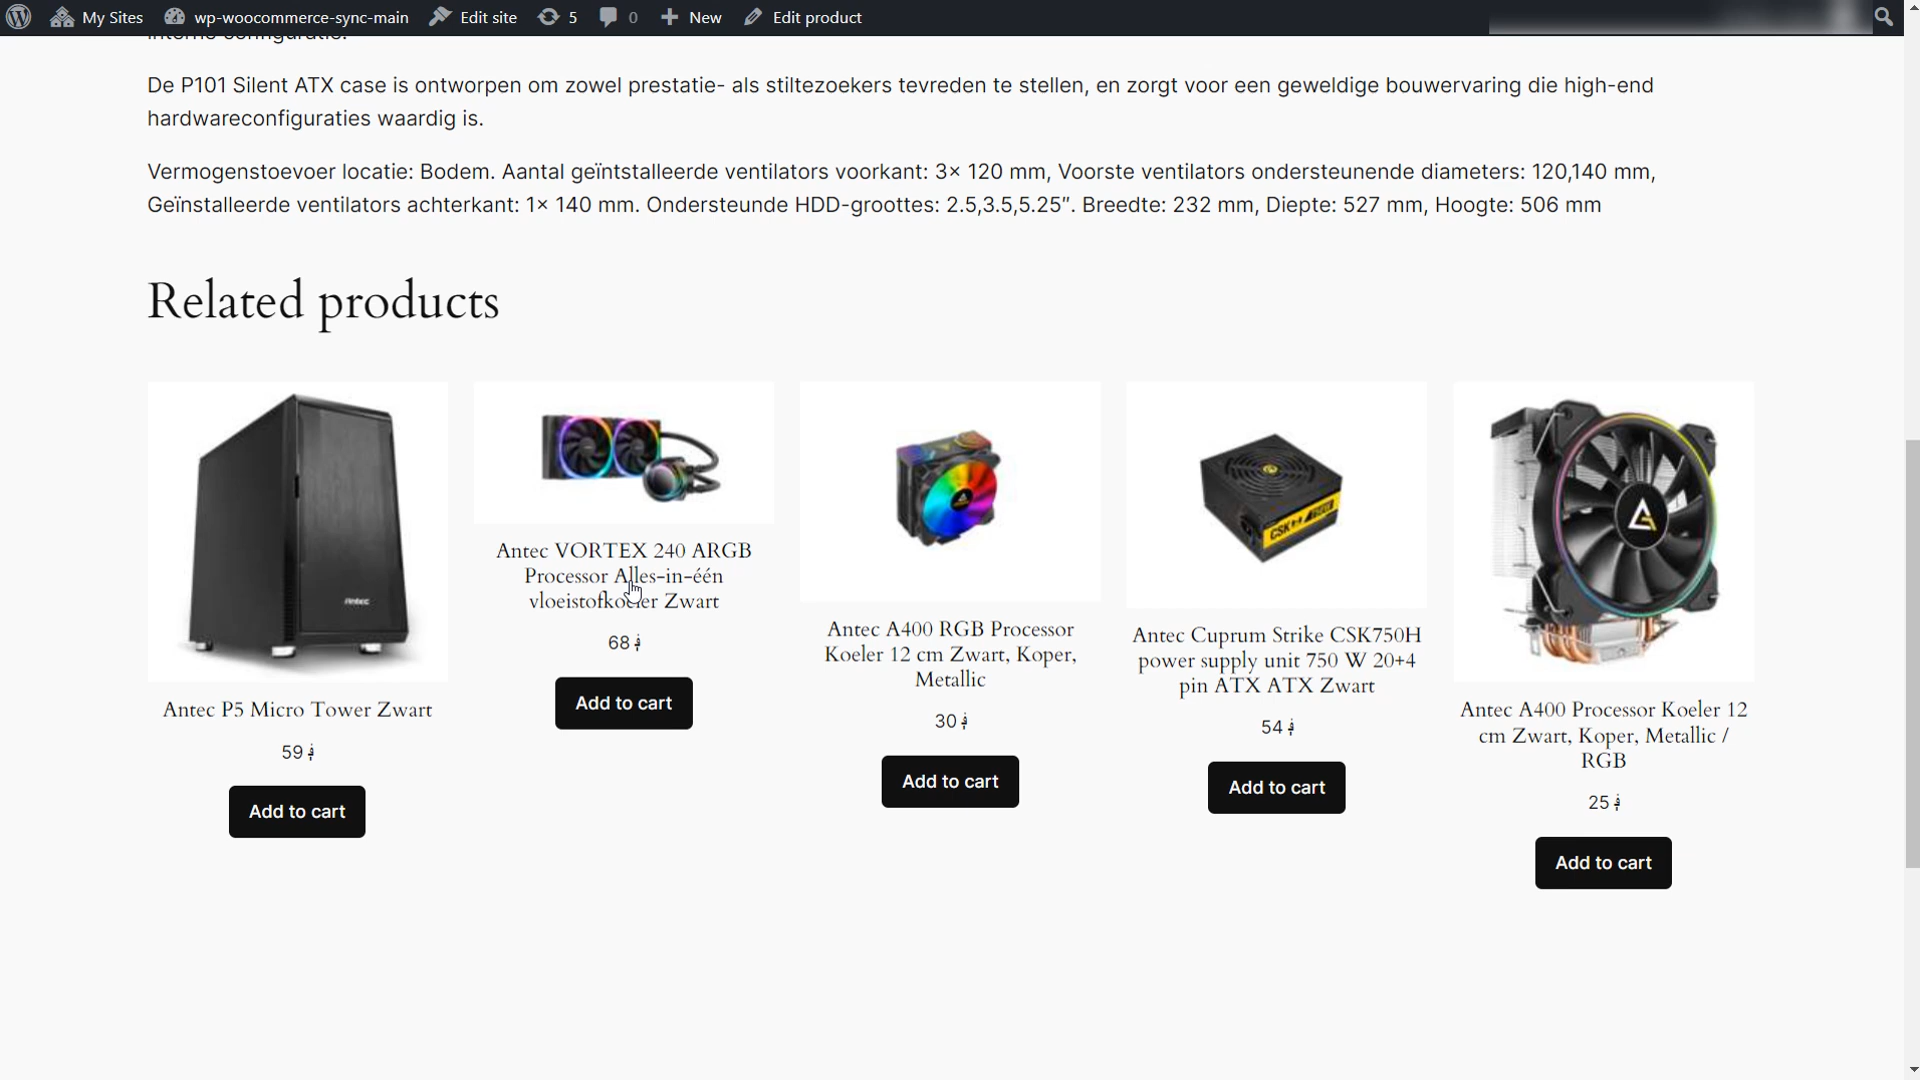 My Sites wp-woocommerce-sync-main Edit site 5 0 New Edit product
interne configuratie.
De P101 Silent ATX case is ontworpen om zowel prestatie- als stiltezoekers tevreden te stellen, en zorgt voor een geweldige bouwervaring die high-end
hardwareconfiguraties waardig is.
Vermogenstoevoer locatie: Bodem. Aantal geïntstalleerde ventilators voorkant: 3× 120 mm, Voorste ventilators ondersteunende diameters: 120,140 mm,
Geïnstalleerde ventilators achterkant: 1× 140 mm. Ondersteunde HDD-groottes: 2.5,3.5,5.25″. Breedte: 232 mm, Diepte: 527 mm, Hoogte: 506 mm
Related products
Antec
Antec P5 Micro Tower Zwart
59 ؋
Add to cart
Antec VORTEX 240 ARGB
Processor Alles-in-één
vloeistofkoeler Zwart
68 ؋
Add to cart
Antec A400 RGB Processor
Koeler 12 cm Zwart, Koper,
Metallic
30 ؋
Add to cart
Antec Cuprum Strike CSK750H
power supply unit 750 W 20+4
pin ATX ATX Zwart
54 ؋
Add to cart
Antec A400 Processor Koeler 12
cm Zwart, Koper, Metallic /
RGB
25 ؋
Add to cart